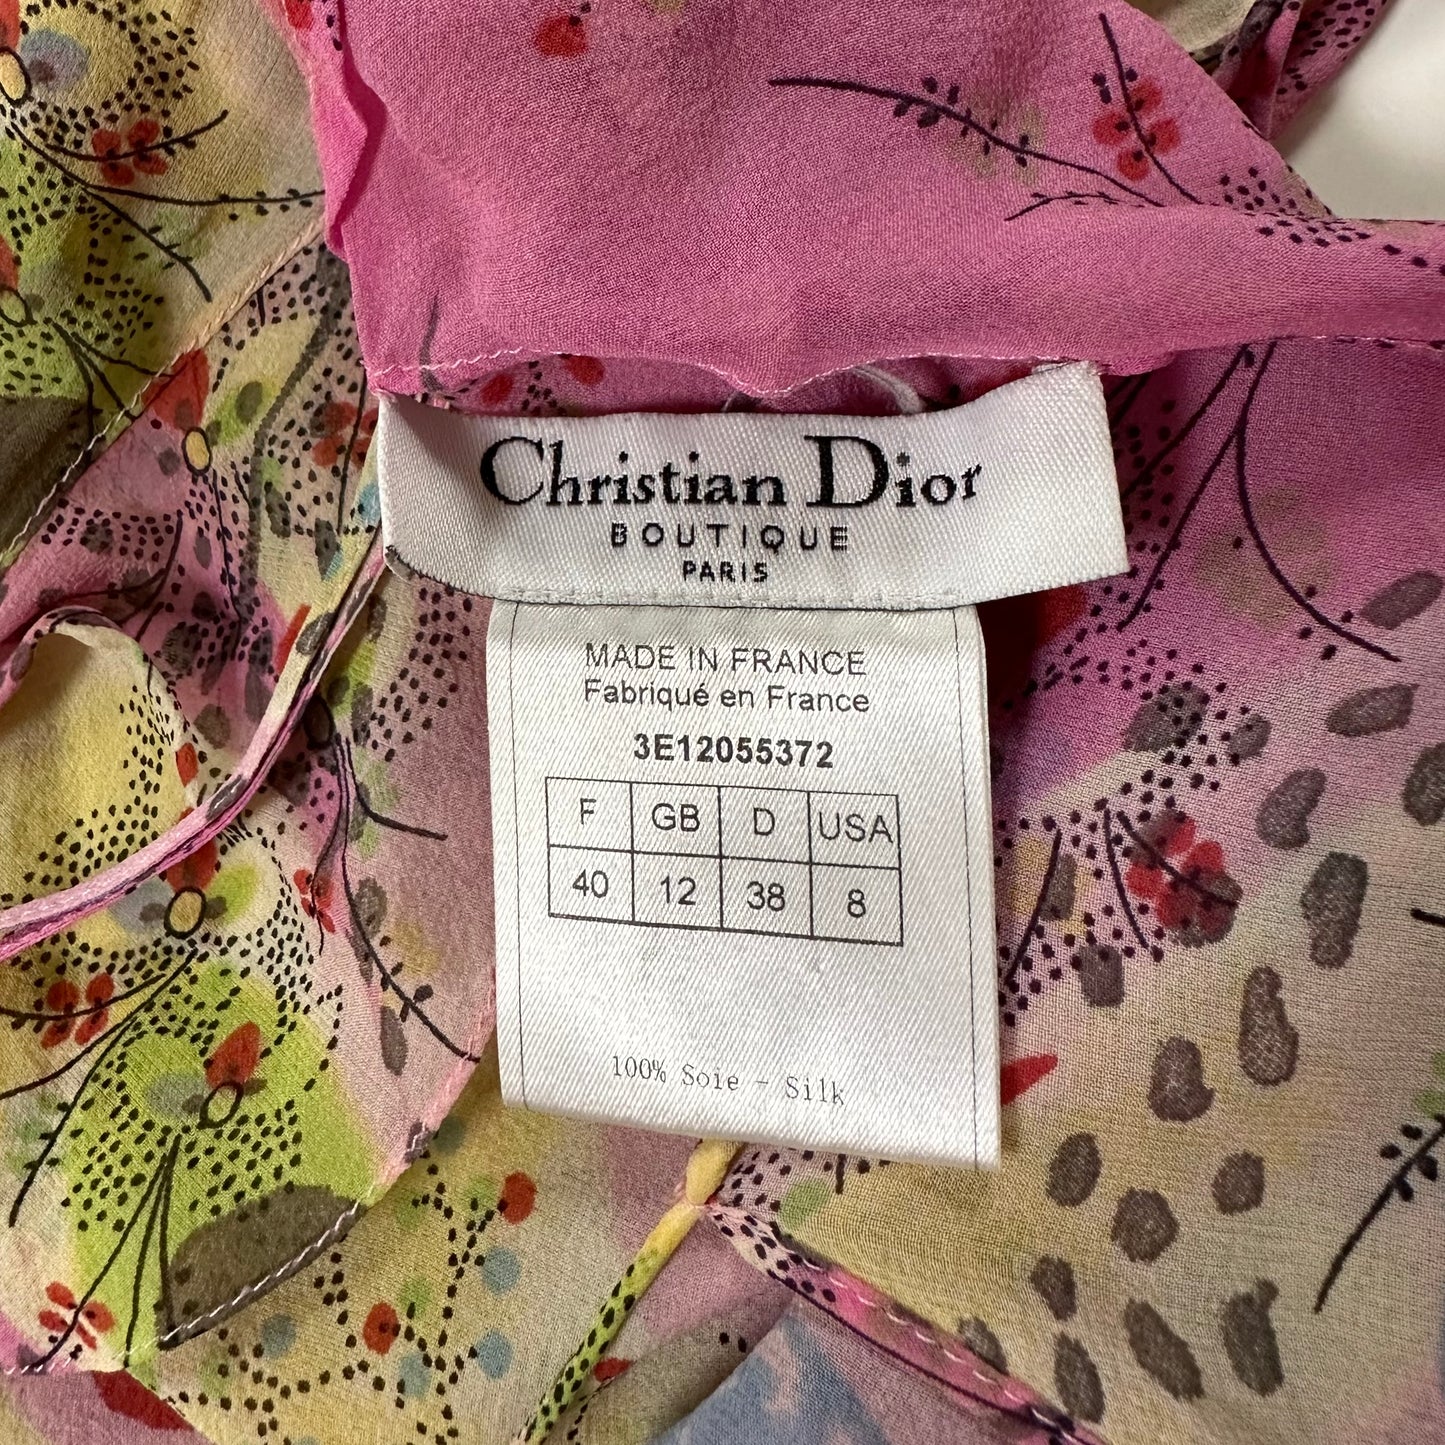 Christian Dior
BOUTIQUE
PARIS
MADE IN FRANCE
Fabriqué en France
3E12055372
F GB D USA
40 12 38 8
100% Soie - Silk